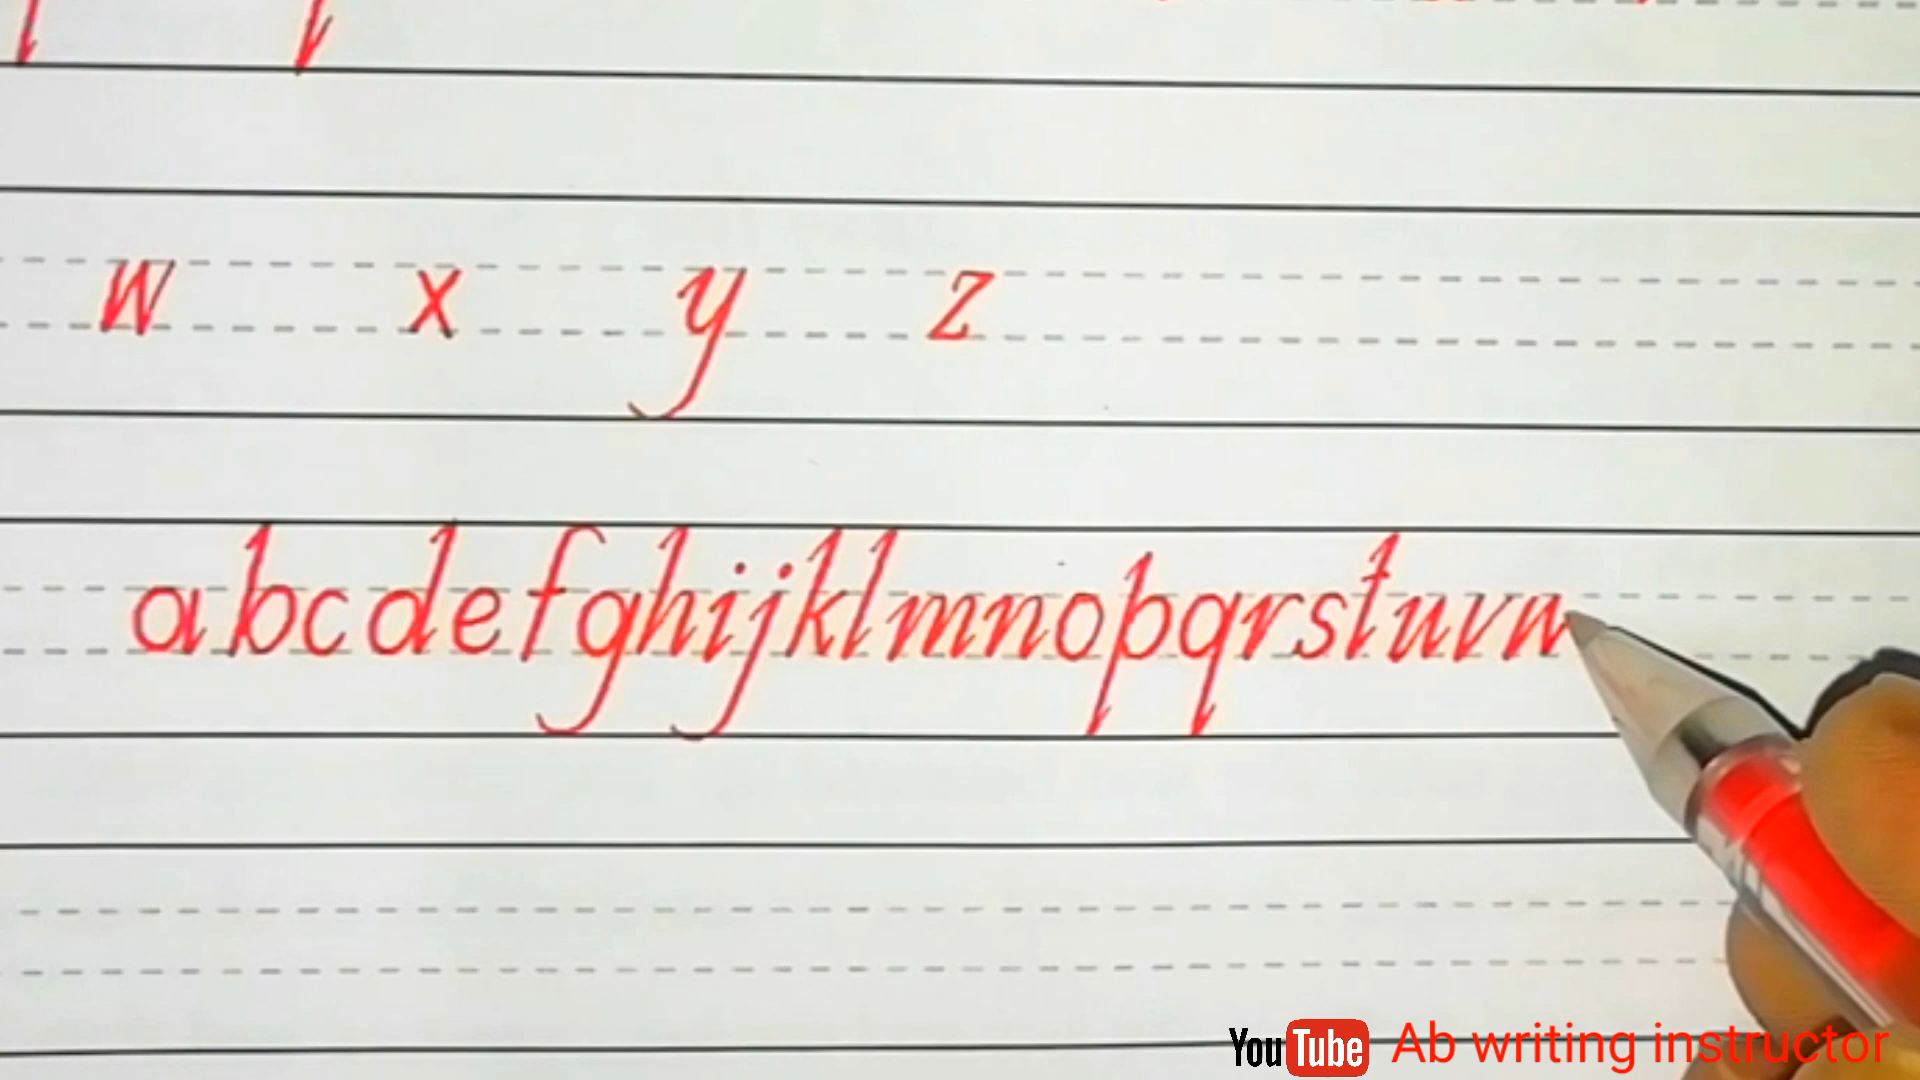 w x y z
abcdefghijklmnopqrstuvw
YouTube Ab writing instructor